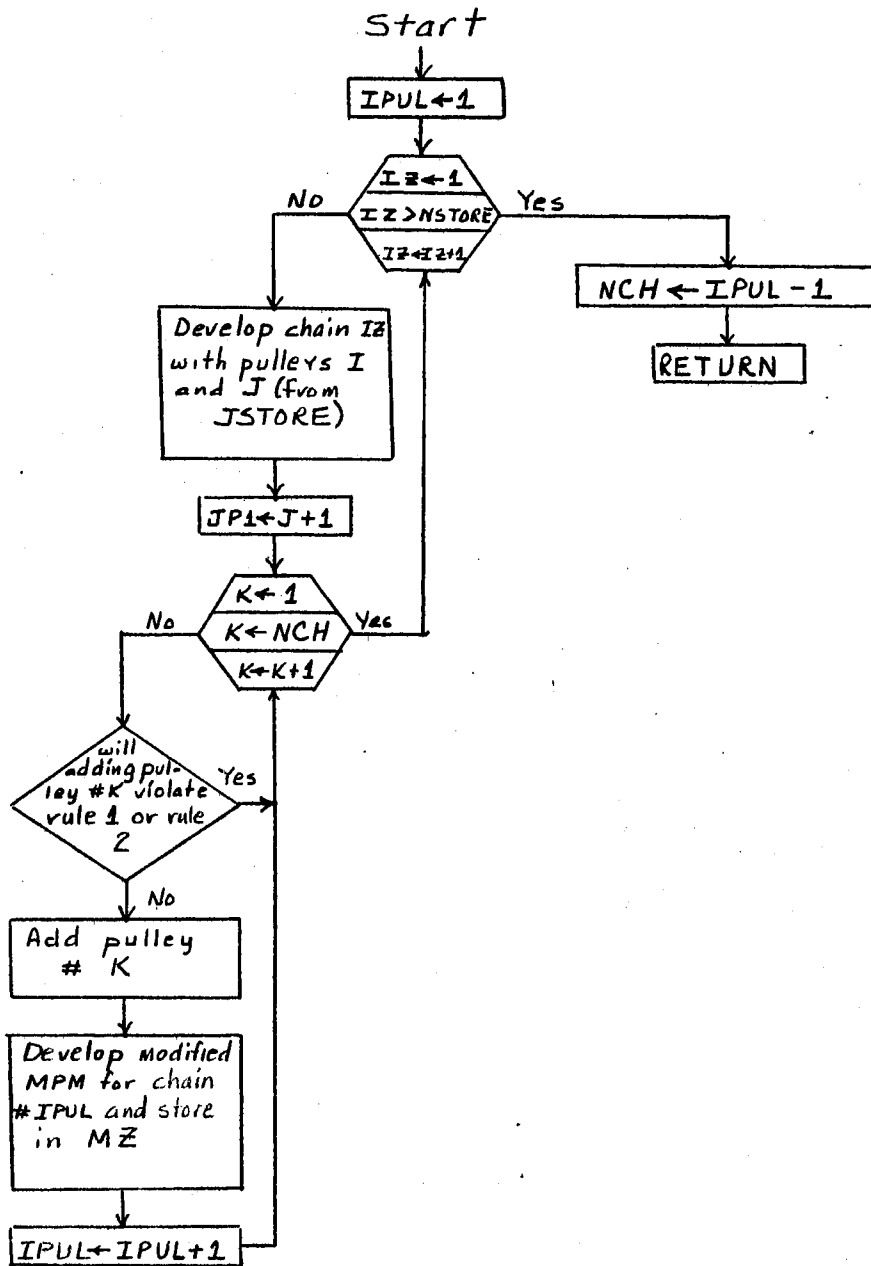 Start
IPUL←1
IZ←1
No
IZ>NSTORE
Yes
IZ←IZ+1
NCH ← IPUL-1
RETURN
Develop chain IZ
with pullers I
and J (from
JSTORE)
JP1←J+1
K←1
No
K←NCH
Yes
K←K+1
will
adding pul-
ley #K violate
rule 1 or rule
2
Yes
No
Add pulley
# K
Develop modified
MPM for chain
#IPUL and store
in MZ
IPUL←IPUL+1